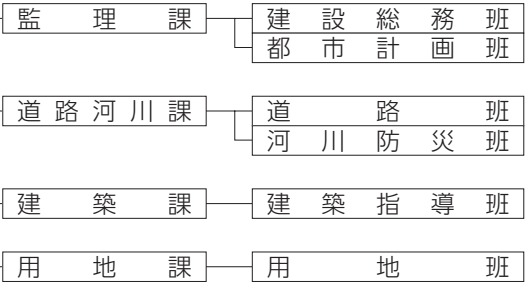 監理課 建設総務班
都市計画班
道路河川課 道路班
河川防災班
建築課 建築指導班
用地課 用地班